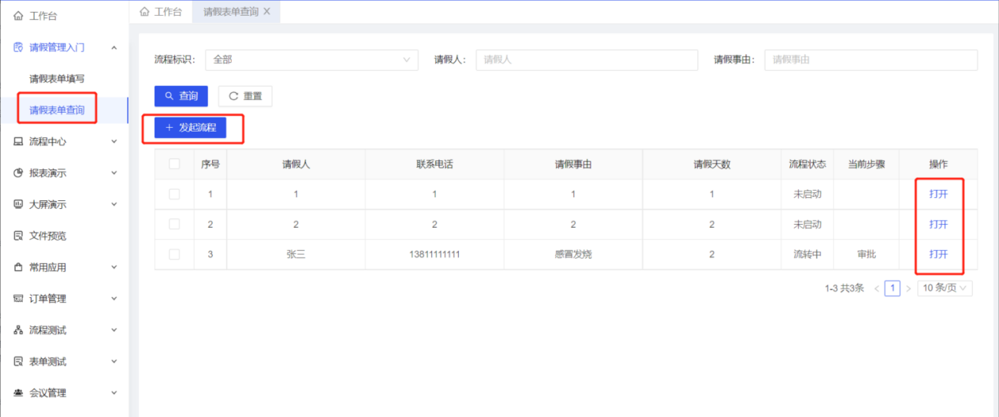 工作台
请假管理入门
请假表单填写
请假表单查询
流程中心
报表演示
大屏演示
文件预览
常用应用
订单管理
流程测试
表单测试
会议管理
工作台 请假表单查询 X
流程标识: 全部 请假人: 请假人 请假事由: 请假事由
查询 重置
+ 发起流程
序号 请假人 联系电话 请假事由 请假天数 流程状态 当前步骤 操作
1 1 1 1 1 未启动 打开
2 2 2 2 2 未启动 打开
3 张三 13811111111 感冒发烧 2 流转中 审批 打开
1-3 共3条 < 1 > 10 条/页